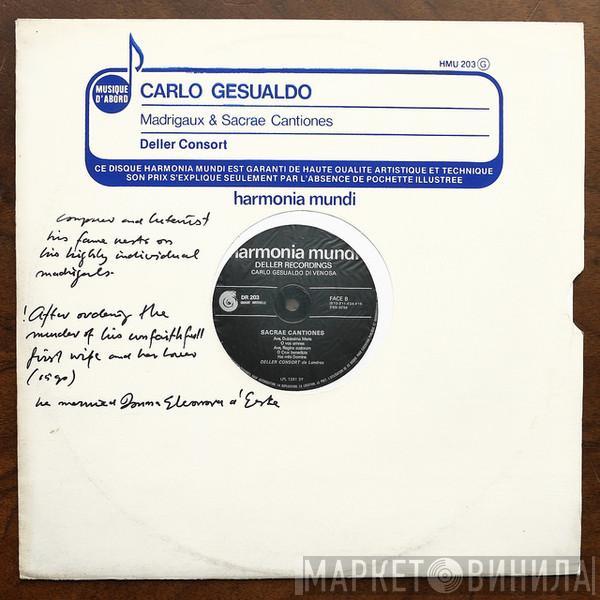 HMU 203 G
MUSIQUE
D'ABORD
CARLO GESUALDO
Madrigaux & Sacrae Cantiones
Deller Consort
CE DISQUE HARMONIA MUNDI EST GARANTI DE HAUTE QUALITE ARTISTIQUE ET TECHNIQUE
SON PRIX S'EXPLIQUE SEULEMENT PAR L'ABSENCE DE POCHETTE ILLUSTREE
harmonia mundi
composer and lutenist
his fame rests on
his highly individual
madrigals.
! After ordering the
murder of his unfaithfull
first wife and her lover
he married Donna Eleonora d'Este
harmonia mundi
DELLER RECORDINGS
CARLO GESUALDO DI VENOSA
DR 203
FACE B
SACRAE CANTIONES
Ave, Dulcissima Maria
O vos omnes
Ave, Regina coelorum
O Crux benedicta
Hei mihi Domine
DELLER CONSORT de Londres
МАРКЕТ ВИНИЛА